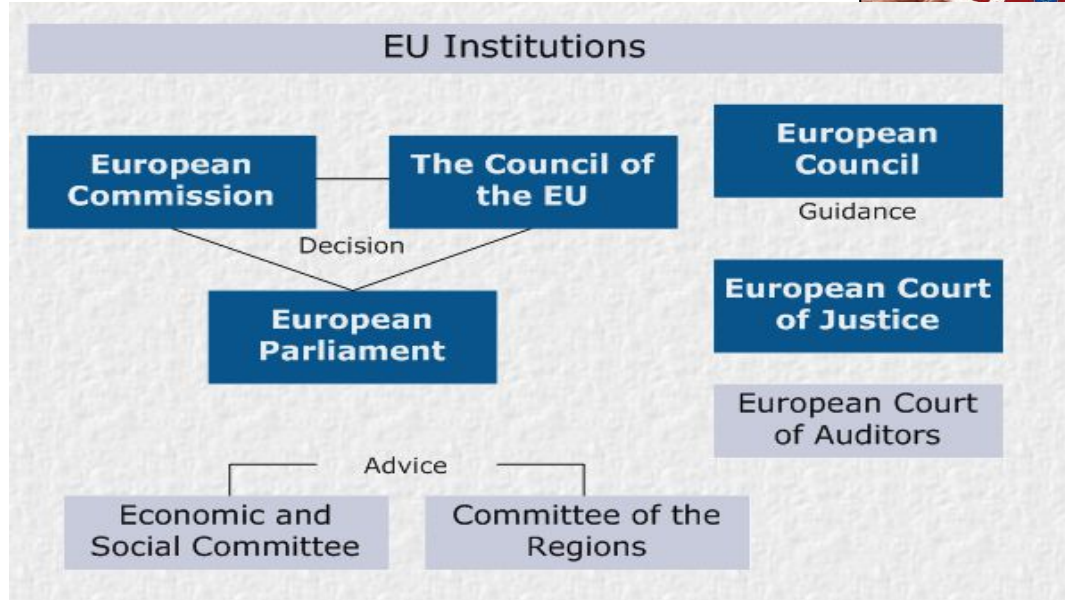 EU Institutions
European
Commission
The Council of
the EU
European
Council
Guidance
Decision
European
Parliament
European Court
of Justice
European Court
of Auditors
Advice
Economic and
Social Committee
Committee of the
Regions